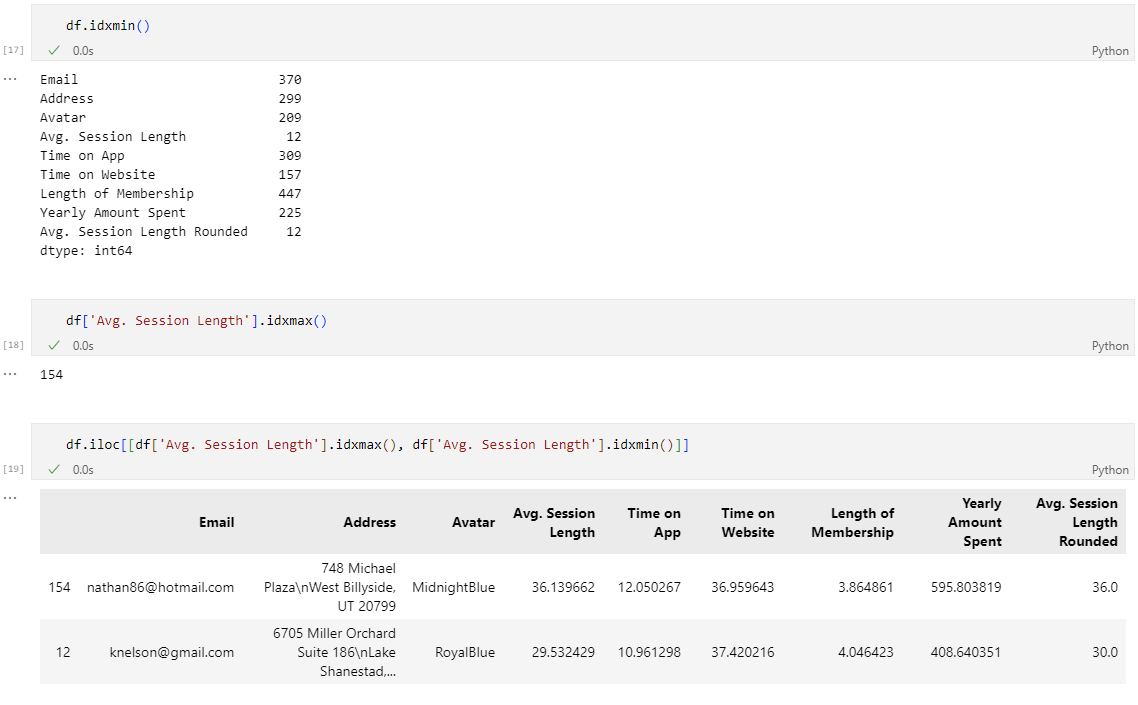 df.idxmin()
[17]
0.0s
Python
...
Email 370
Address 299
Avatar 209
Avg. Session Length 12
Time on App 309
Time on Website 157
Length of Membership 447
Yearly Amount Spent 225
Avg. Session Length Rounded 12
dtype: int64
df['Avg. Session Length'].idxmax()
[18]
0.0s
Python
...
154
df.iloc[[df['Avg. Session Length'].idxmax(), df['Avg. Session Length'].idxmin()]]
[19]
0.0s
Python
...
Email Address Avatar Avg. Session Length Time on App Time on Website Length of Membership Yearly Amount Spent Avg. Session Length Rounded
154 nathan86@hotmail.com 748 Michael Plaza\nWest Billyside, UT 20799 MidnightBlue 36.139662 12.050267 36.959643 3.864861 595.803819 36.0
12 knelson@gmail.com 6705 Miller Orchard Suite 186\nLake Shanestad,... RoyalBlue 29.532429 10.961298 37.420216 4.046423 408.640351 30.0